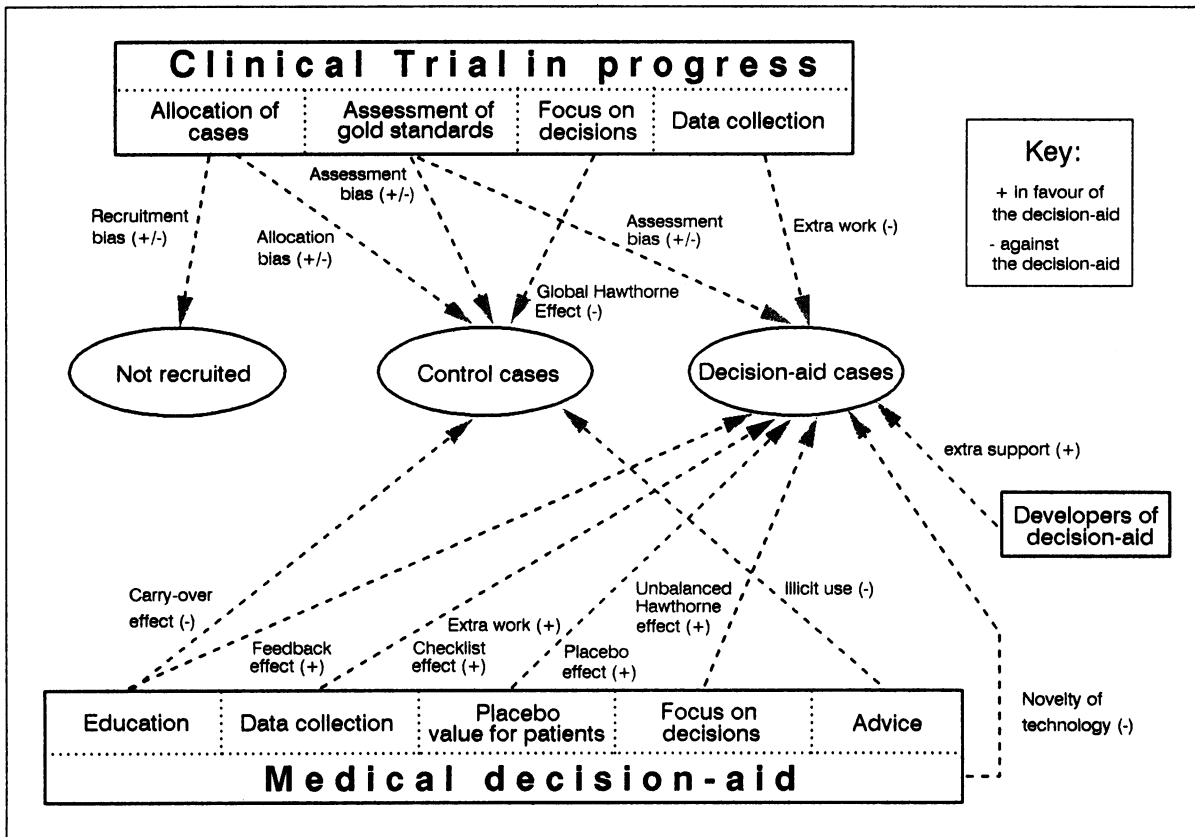 Clinical Trial in progress
Allocation of
cases
Assessment of
gold standards
Focus on
decisions
Data collection
Key:
+ in favour of
the decision-aid
- against
the decision-aid
Recruitment
bias (+/-)
Allocation
bias (+/-)
Assessment
bias (+/-)
Global Hawthorne
Effect (-)
Assessment
bias (+/-)
Extra work (-)
Not recruited
Control cases
Decision-aid cases
extra support (+)
Developers of
decision-aid
Carry-over
effect (-)
Feedback
effect (+)
Extra work (+)
Checklist
effect (+)
Placebo
effect (+)
Unbalanced
Hawthorne
effect (+)
Illicit use (-)
Novelty of
technology (-)
Education
Data collection
Placebo
value for patients
Focus on
decisions
Advice
Medical decision-aid